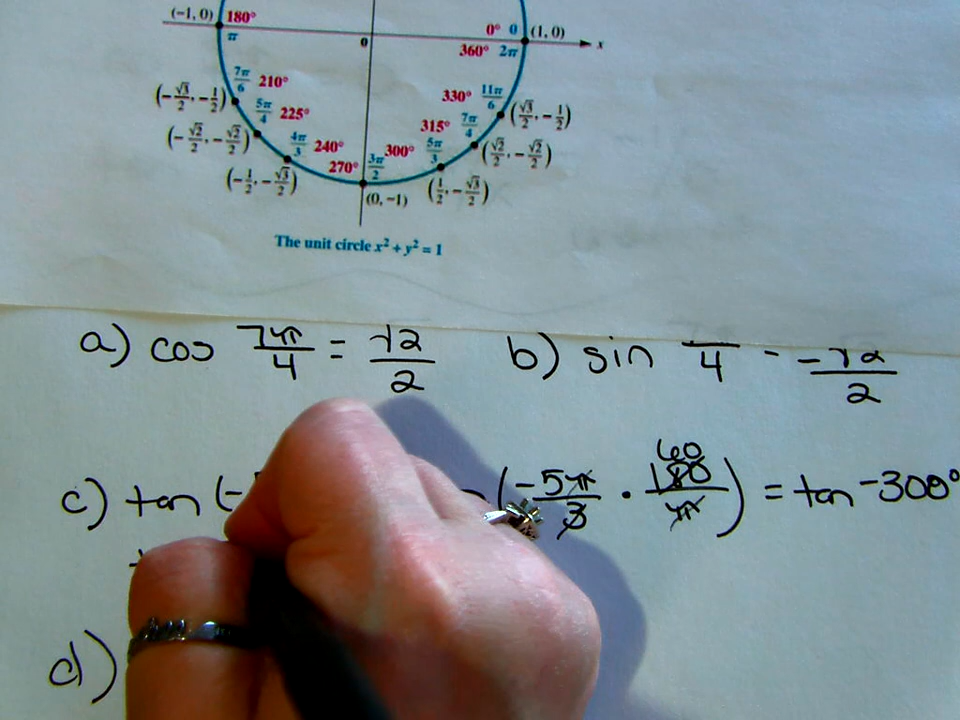 (-1, 0) 180° π 0 0° 0 (1, 0) x
360° 2π
7π/6 210° 330° 11π/6
(-√3/2, -1/2) (√3/2, -1/2)
5π/4 225° 315° 7π/4
(-√2/2, -√2/2) (√2/2, -√2/2)
4π/3 240° 300° 5π/3
(-1/2, -√3/2) 270° 3π/2 (1/2, -√3/2)
(0, -1)
The unit circle x² + y² = 1
a) cos 7π/4 = √2/2 b) sin /4 - -√2/2
c) tan (- (-5π/3 · 180/π) = tan -300°
60
d)